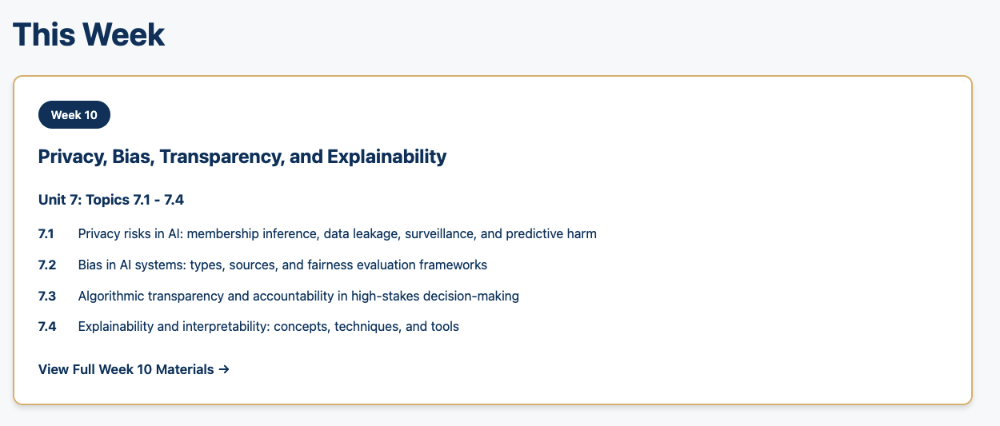 This Week
Week 10
Privacy, Bias, Transparency, and Explainability
Unit 7: Topics 7.1 - 7.4
7.1 Privacy risks in AI: membership inference, data leakage, surveillance, and predictive harm
7.2 Bias in AI systems: types, sources, and fairness evaluation frameworks
7.3 Algorithmic transparency and accountability in high-stakes decision-making
7.4 Explainability and interpretability: concepts, techniques, and tools
View Full Week 10 Materials →